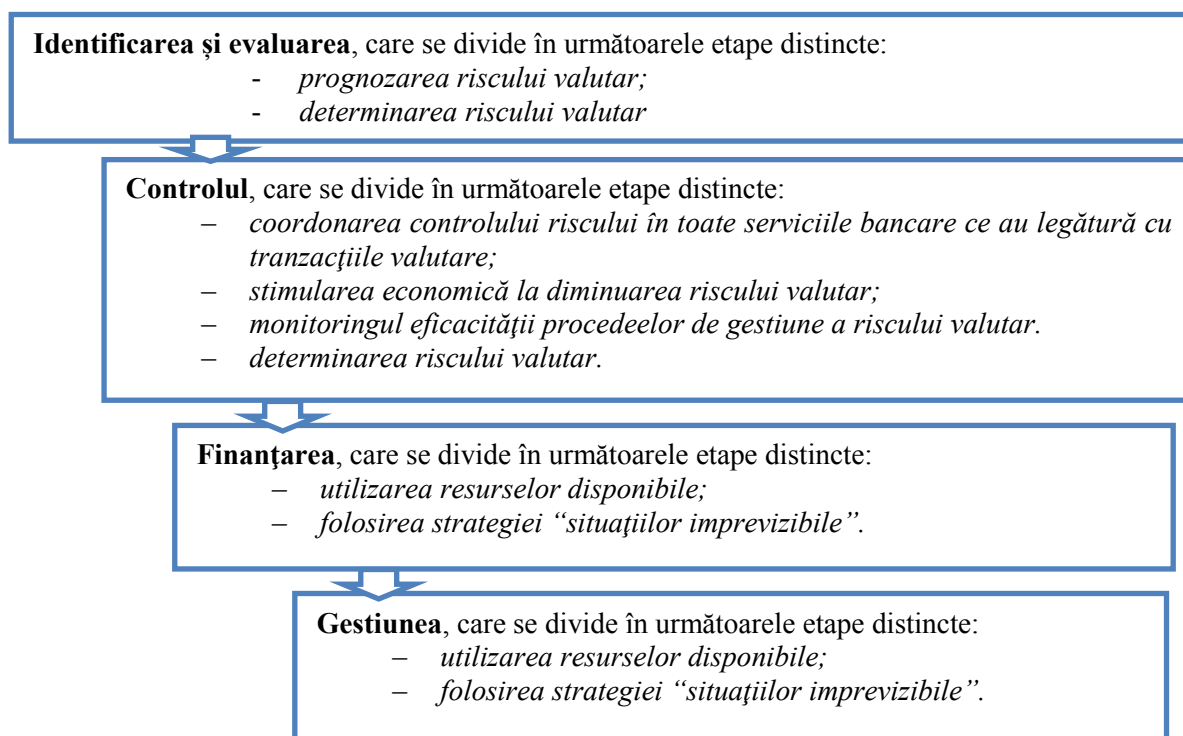 Identificarea și evaluarea, care se divide în următoarele etape distincte:
- prognozarea riscului valutar;
- determinarea riscului valutar
Controlul, care se divide în următoarele etape distincte:
– coordonarea controlului riscului în toate serviciile bancare ce au legătură cu
tranzacţiile valutare;
– stimularea economică la diminuarea riscului valutar;
– monitoringul eficacităţii procedeelor de gestiune a riscului valutar.
– determinarea riscului valutar.
Finanţarea, care se divide în următoarele etape distincte:
– utilizarea resurselor disponibile;
– folosirea strategiei “situaţiilor imprevizibile”.
Gestiunea, care se divide în următoarele etape distincte:
– utilizarea resurselor disponibile;
– folosirea strategiei “situaţiilor imprevizibile”.